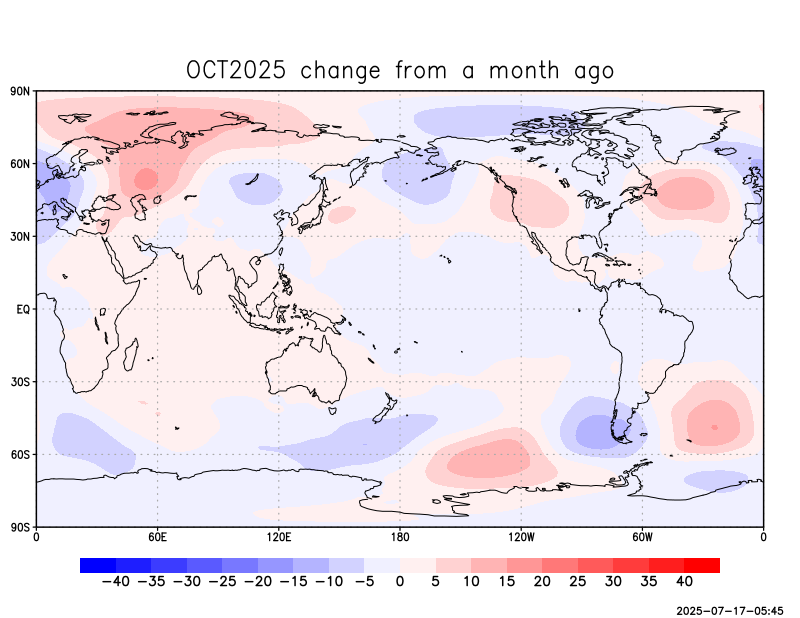 OCT2025 change from a month ago
90N
60N
30N
EQ
30S
60S
90S
0 60E 120E 180 120W 60W 0
−40 −35 −30 −25 −20 −15 −10 −5 0 5 10 15 20 25 30 35 40
2025-07-17-05:45